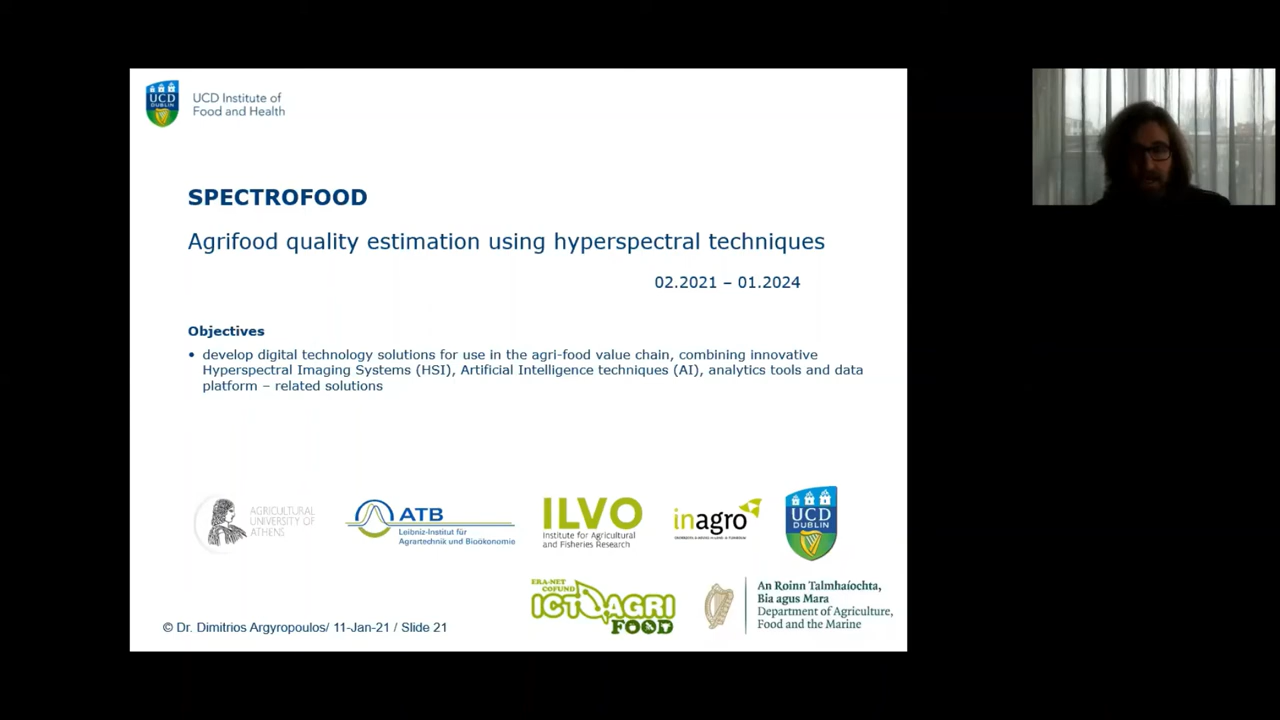 UCD
DUBLIN
UCD Institute of
Food and Health
SPECTROFOOD
Agrifood quality estimation using hyperspectral techniques
02.2021 – 01.2024
Objectives
• develop digital technology solutions for use in the agri-food value chain, combining innovative
Hyperspectral Imaging Systems (HSI), Artificial Intelligence techniques (AI), analytics tools and data
platform – related solutions
AGRICULTURAL
UNIVERSITY OF
ATHENS
ATB
Leibniz-Institut für
Agrartechnik und Bioökonomie
ILVO
Institute for Agricultural
and Fisheries Research
inagro
UCD
DUBLIN
ERA-NET
COFUND
ICT AGRI
FOOD
An Roinn Talmhaíochta,
Bia agus Mara
Department of Agriculture,
Food and the Marine
© Dr. Dimitrios Argyropoulos/ 11-Jan-21 / Slide 21